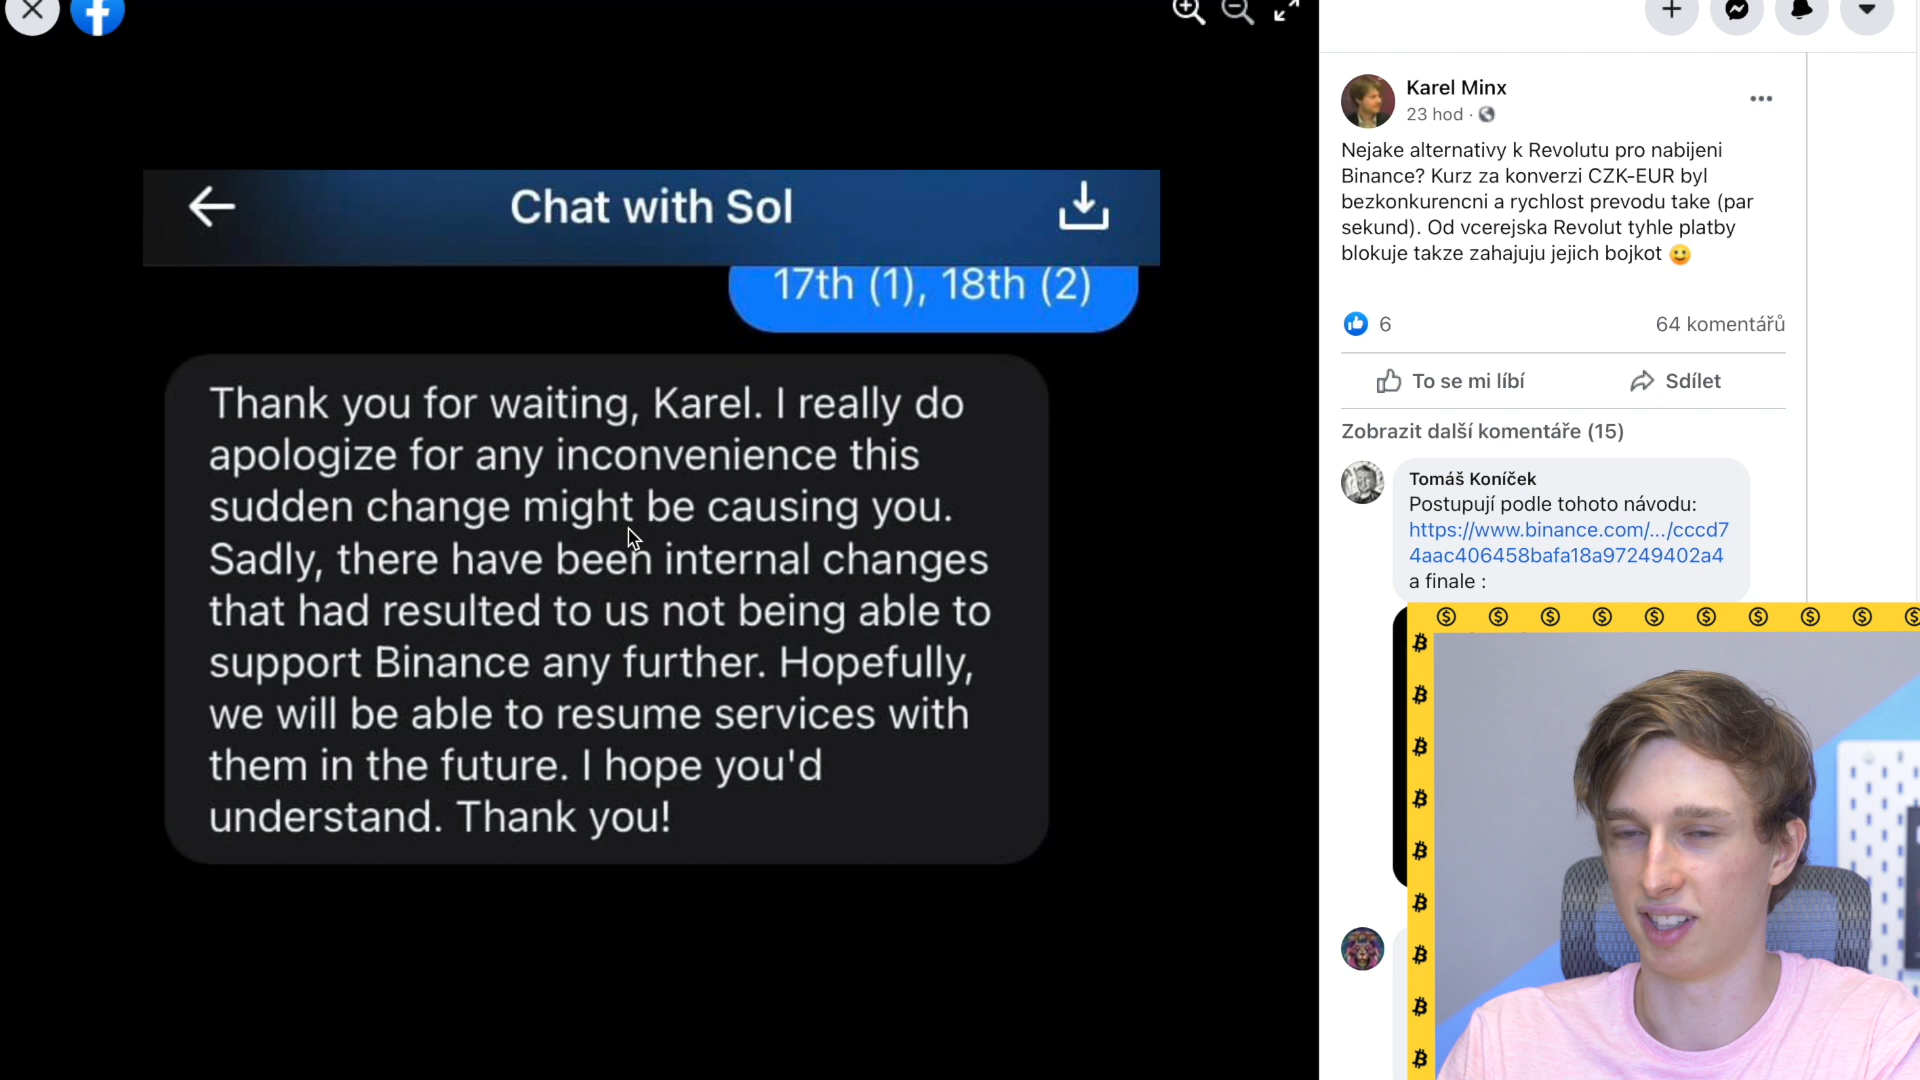 Chat with Sol
17th (1), 18th (2)
Thank you for waiting, Karel. I really do
apologize for any inconvenience this
sudden change might be causing you.
Sadly, there have been internal changes
that had resulted to us not being able to
support Binance any further. Hopefully,
we will be able to resume services with
them in the future. I hope you'd
understand. Thank you!
Karel Minx
23 hod ·
Nejake alternativy k Revolutu pro nabijeni
Binance? Kurz za konverzi CZK-EUR byl
bezkonkurencni a rychlost prevodu take (par
sekund). Od vcerejska Revolut tyhle platby
blokuje takze zahajuju jejich bojkot 🙂
6
64 komentářů
To se mi líbí
Sdílet
Zobrazit další komentáře (15)
Tomáš Koníček
Postupují podle tohoto návodu:
https://www.binance.com/.../cccd7
4aac406458bafa18a97249402a4
a finale :